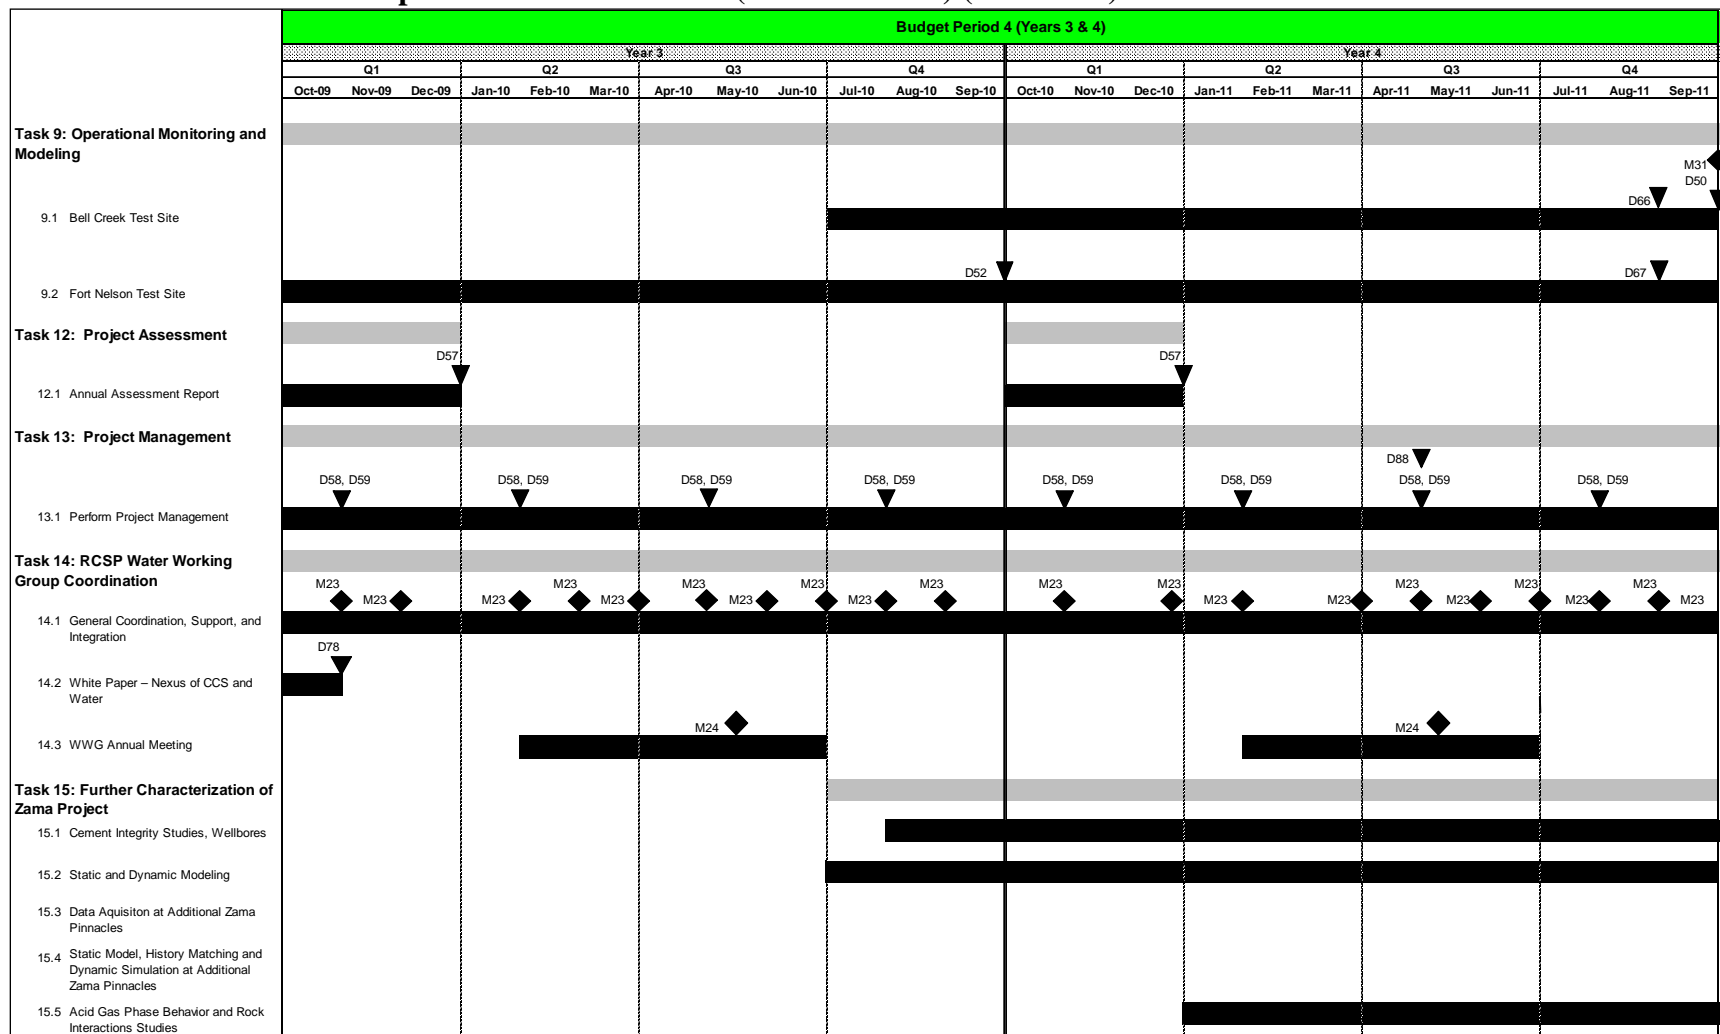 Budget Period 4 (Years 3 & 4)
Year 3 Year 4
Q1 Q2 Q3 Q4 Q1 Q2 Q3 Q4
Oct-09 Nov-09 Dec-09 Jan-10 Feb-10 Mar-10 Apr-10 May-10 Jun-10 Jul-10 Aug-10 Sep-10 Oct-10 Nov-10 Dec-10 Jan-11 Feb-11 Mar-11 Apr-11 May-11 Jun-11 Jul-11 Aug-11 Sep-11
Task 9: Operational Monitoring and
Modeling
M31
D50
D66
9.1 Bell Creek Test Site
D52 D67
9.2 Fort Nelson Test Site
Task 12: Project Assessment
D57 D57
12.1 Annual Assessment Report
Task 13: Project Management
D88
D58, D59 D58, D59 D58, D59 D58, D59 D58, D59 D58, D59 D58, D59 D58, D59
13.1 Perform Project Management
Task 14: RCSP Water Working
Group Coordination
M23 M23 M23 M23 M23 M23 M23 M23 M23 M23
M23 M23 M23 M23 M23 M23 M23 M23 M23 M23
14.1 General Coordination, Support, and
Integration
D78
14.2 White Paper – Nexus of CCS and
Water
M24 M24
14.3 WWG Annual Meeting
Task 15: Further Characterization of
Zama Project
15.1 Cement Integrity Studies, Wellbores
15.2 Static and Dynamic Modeling
15.3 Data Aquisiton at Additional Zama
Pinnacles
15.4 Static Model, History Matching and
Dynamic Simulation at Additional
Zama Pinnacles
15.5 Acid Gas Phase Behavior and Rock
Interactions Studies